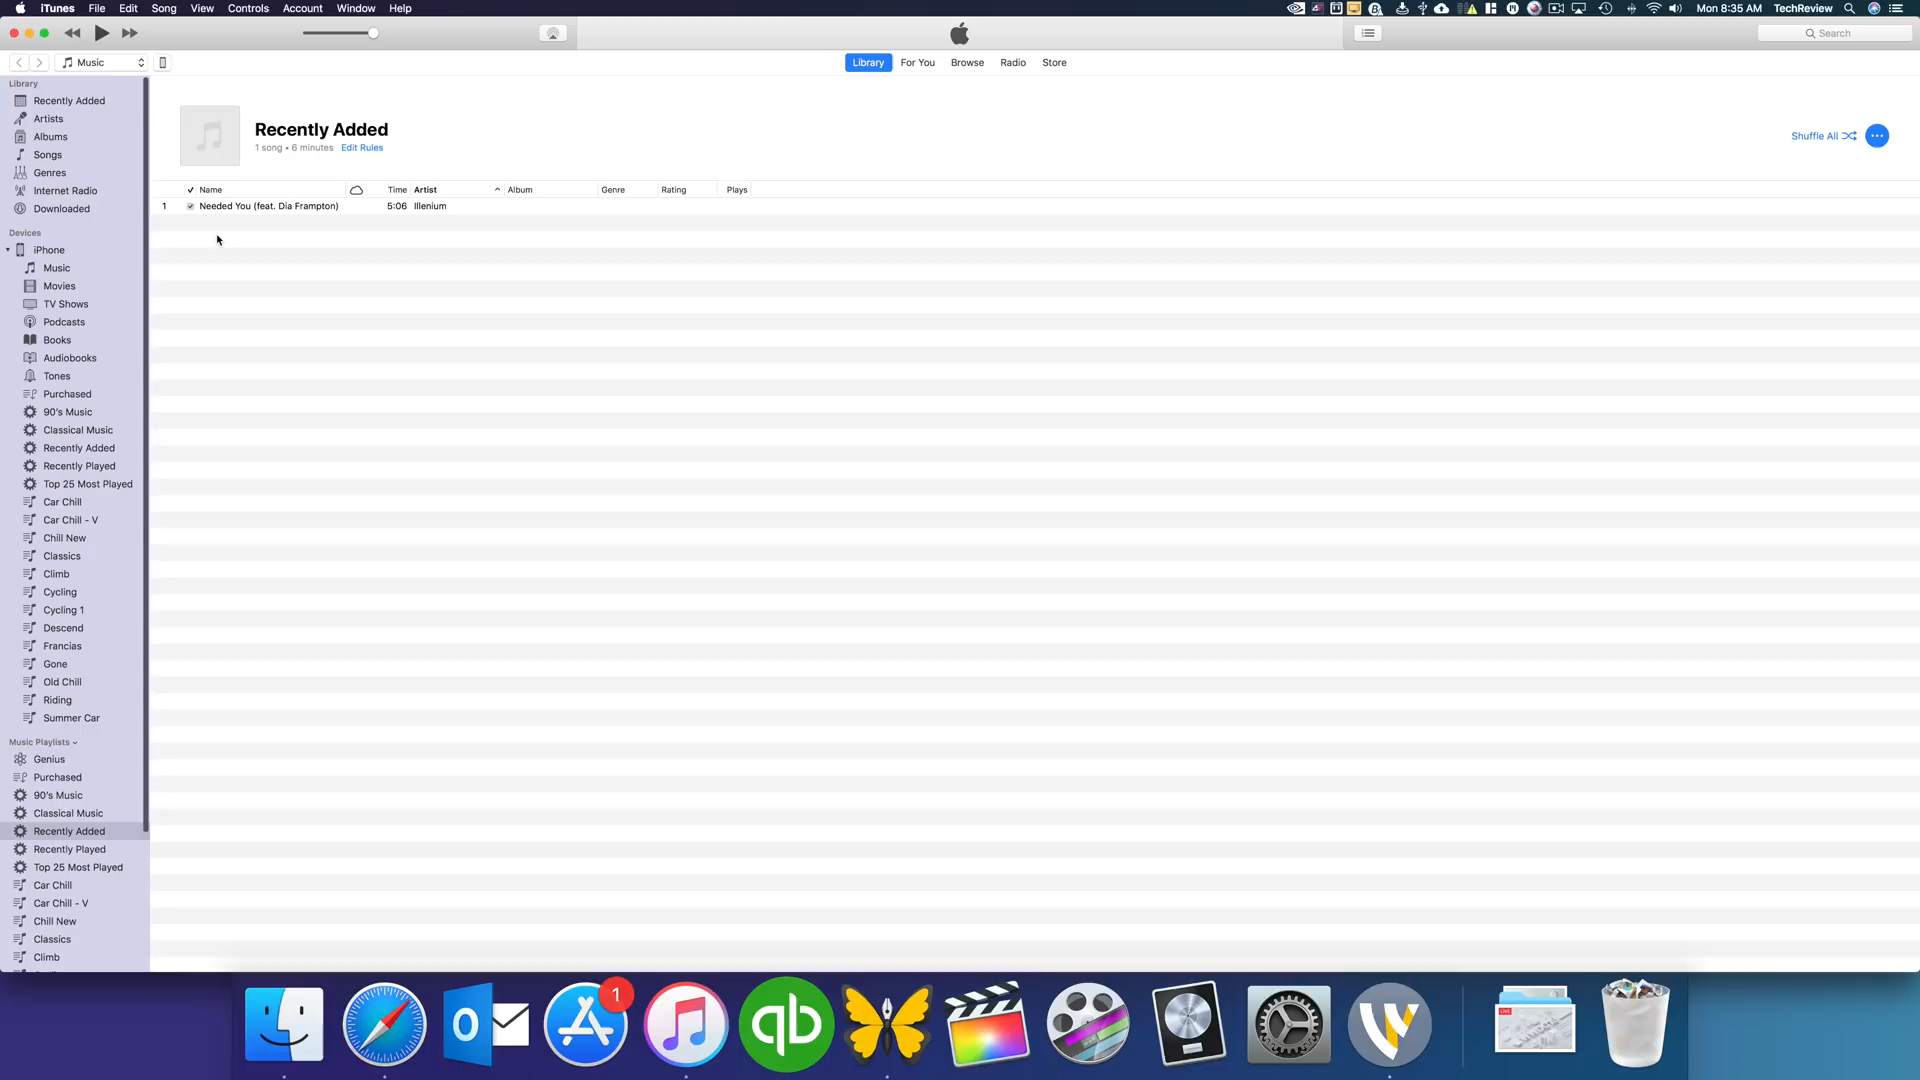 iTunes File Edit Song View Controls Account Window Help Mon 8:35 AM TechReview
Search
Music Library For You Browse Radio Store
Library
Recently Added
Artists
Albums
Songs
Genres
Internet Radio
Downloaded
Devices
iPhone
Music
Movies
TV Shows
Podcasts
Books
Audiobooks
Tones
Purchased
90's Music
Classical Music
Recently Added
Recently Played
Top 25 Most Played
Car Chill
Car Chill - V
Chill New
Classics
Climb
Cycling
Cycling 1
Descend
Francias
Gone
Old Chill
Riding
Summer Car
Music Playlists
Genius
Purchased
90's Music
Classical Music
Recently Added
Recently Played
Top 25 Most Played
Car Chill
Car Chill - V
Chill New
Classics
Climb
Recently Added
1 song • 6 minutes Edit Rules
Shuffle All
Name Time Artist Album Genre Rating Plays
1 Needed You (feat. Dia Frampton) 5:06 Illenium
1
qb
LIVE